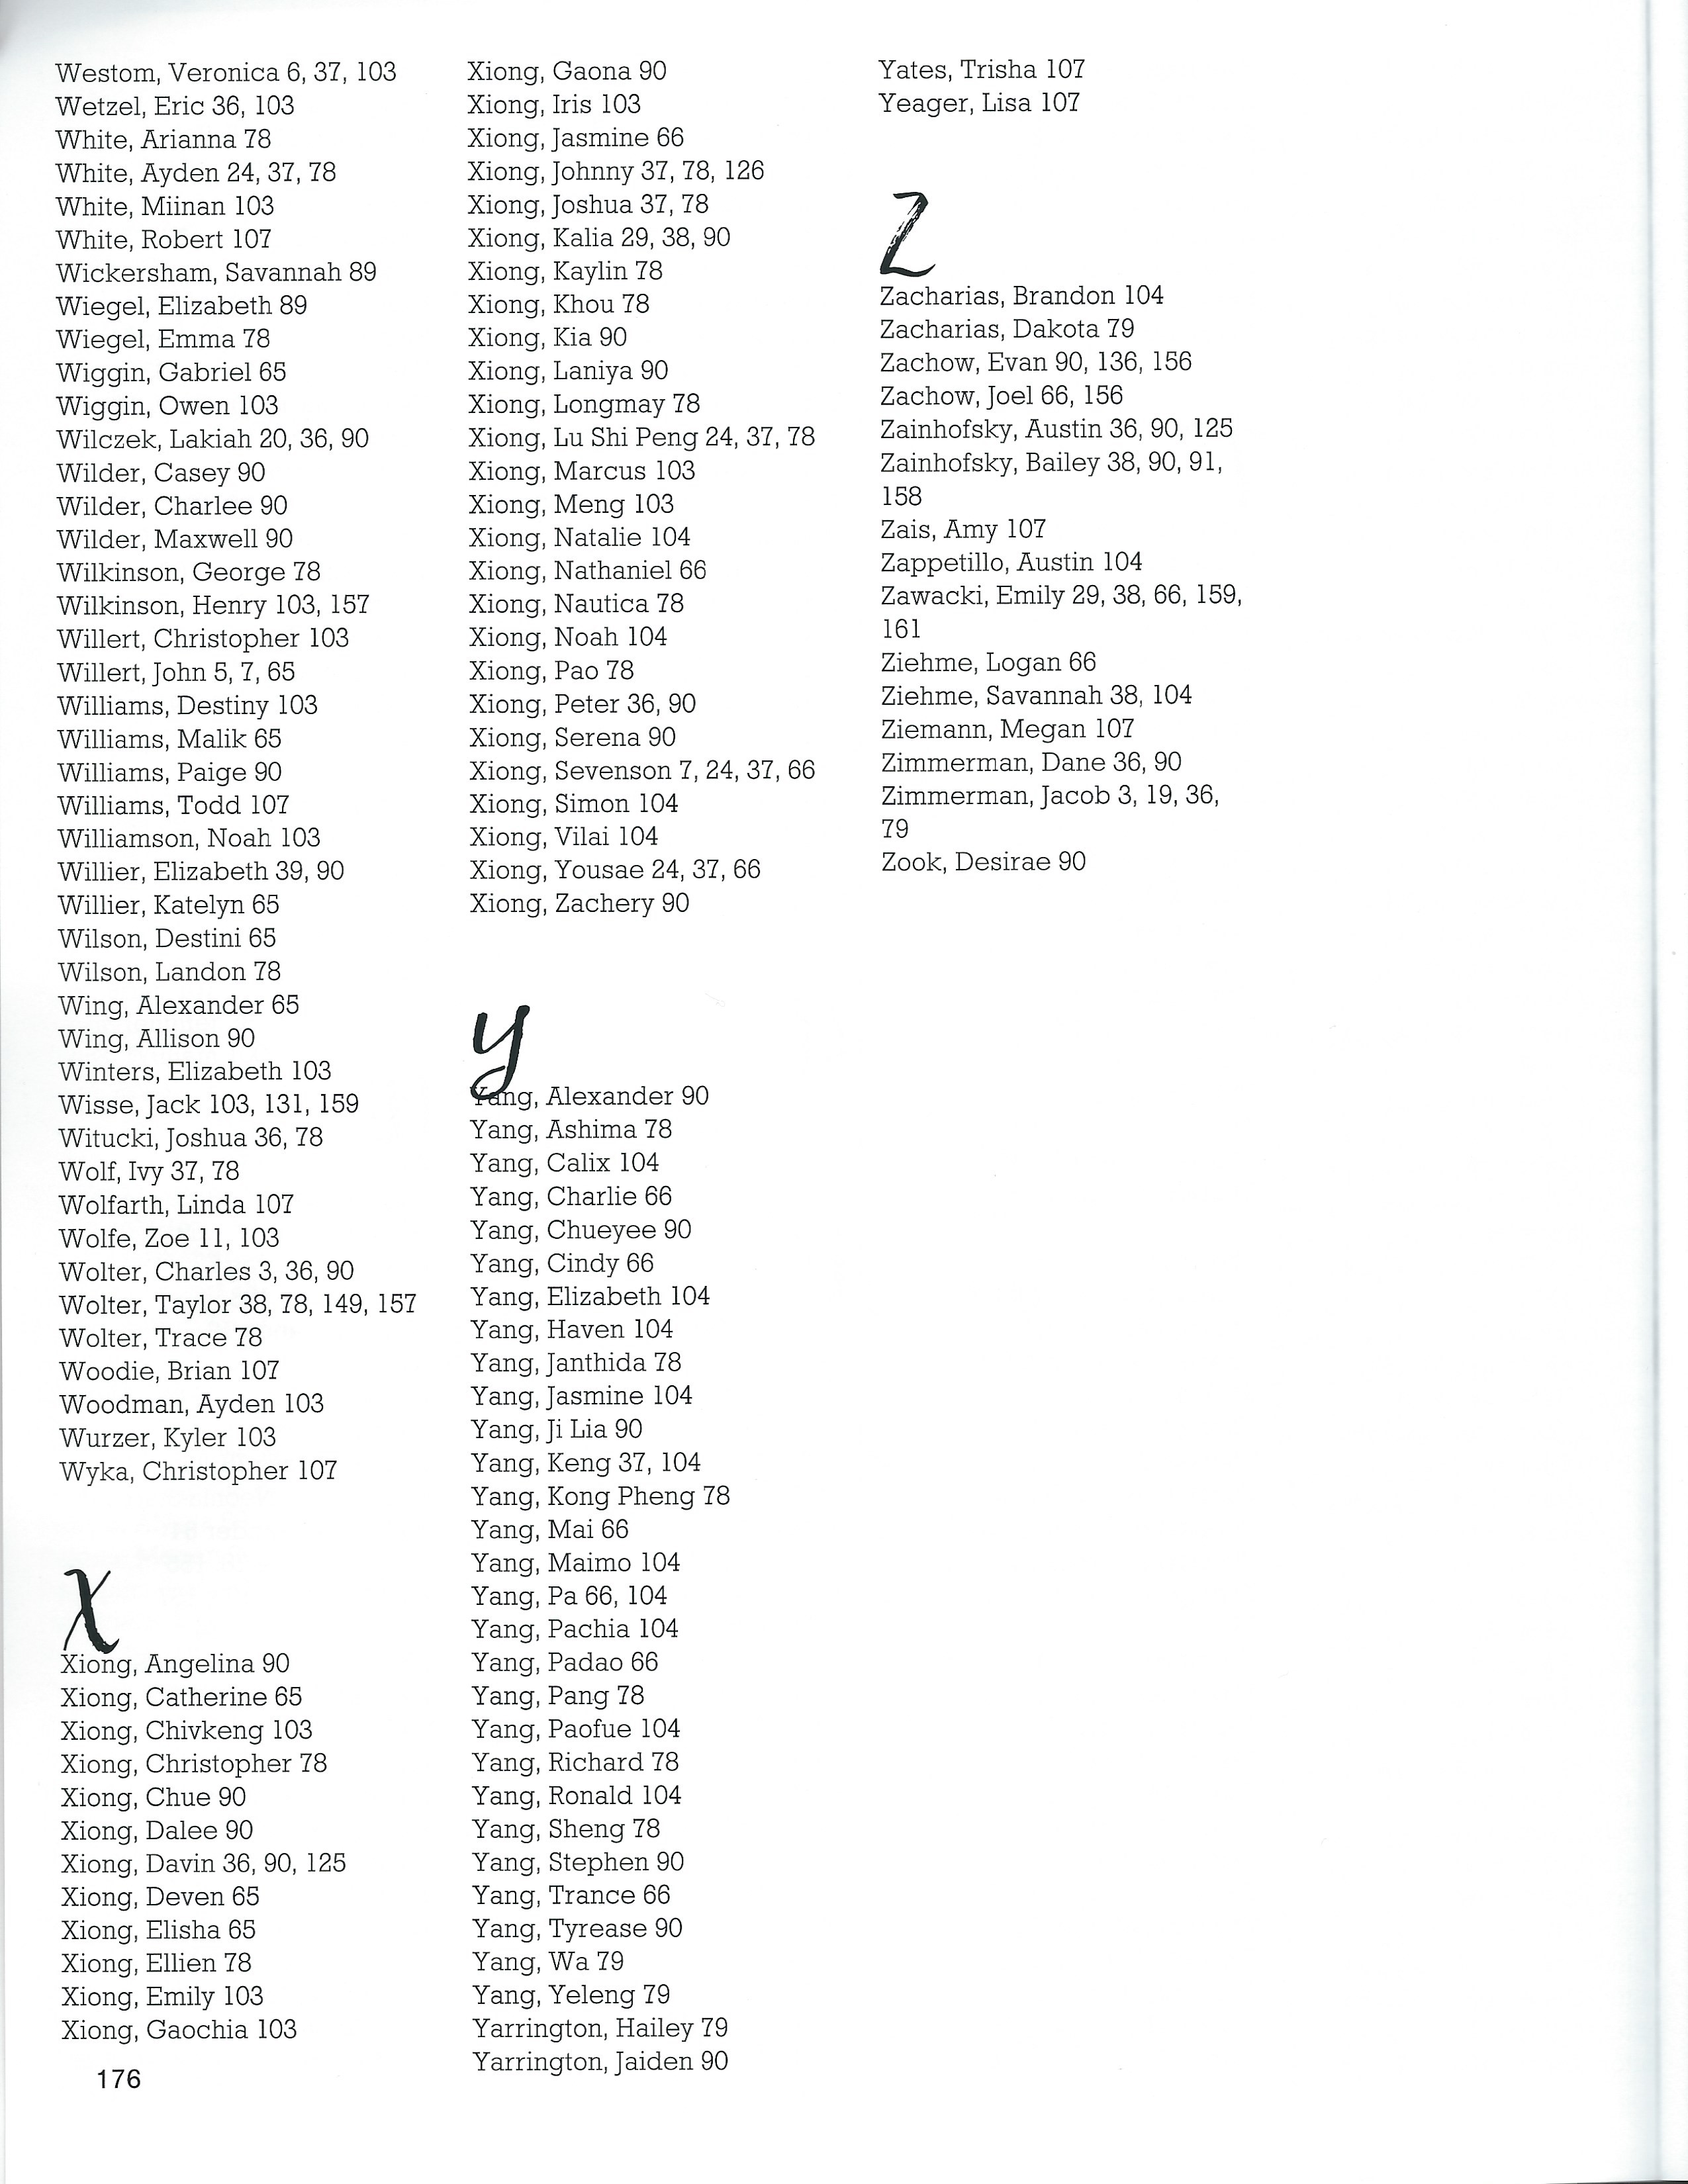 Westom, Veronica 6, 37, 103
Wetzel, Eric 36, 103
White, Arianna 78
White, Ayden 24, 37, 78
White, Miinan 103
White, Robert 107
Wickersham, Savannah 89
Wiegel, Elizabeth 89
Wiegel, Emma 78
Wiggin, Gabriel 65
Wiggin, Owen 103
Wilczek, Lakiah 20, 36, 90
Wilder, Casey 90
Wilder, Charlee 90
Wilder, Maxwell 90
Wilkinson, George 78
Wilkinson, Henry 103, 157
Willert, Christopher 103
Willert, John 5, 7, 65
Williams, Destiny 103
Williams, Malik 65
Williams, Paige 90
Williams, Todd 107
Williamson, Noah 103
Willier, Elizabeth 39, 90
Willier, Katelyn 65
Wilson, Destini 65
Wilson, Landon 78
Wing, Alexander 65
Wing, Allison 90
Winters, Elizabeth 103
Wisse, Jack 103, 131, 159
Witucki, Joshua 36, 78
Wolf, Ivy 37, 78
Wolfarth, Linda 107
Wolfe, Zoe 11, 103
Wolter, Charles 3, 36, 90
Wolter, Taylor 38, 78, 149, 157
Wolter, Trace 78
Woodie, Brian 107
Woodman, Ayden 103
Wurzer, Kyler 103
Wyka, Christopher 107
X
Xiong, Angelina 90
Xiong, Catherine 65
Xiong, Chivkeng 103
Xiong, Christopher 78
Xiong, Chue 90
Xiong, Dalee 90
Xiong, Davin 36, 90, 125
Xiong, Deven 65
Xiong, Elisha 65
Xiong, Ellien 78
Xiong, Emily 103
Xiong, Gaochia 103
Xiong, Gaona 90
Xiong, Iris 103
Xiong, Jasmine 66
Xiong, Johnny 37, 78, 126
Xiong, Joshua 37, 78
Xiong, Kalia 29, 38, 90
Xiong, Kaylin 78
Xiong, Khou 78
Xiong, Kia 90
Xiong, Laniya 90
Xiong, Longmay 78
Xiong, Lu Shi Peng 24, 37, 78
Xiong, Marcus 103
Xiong, Meng 103
Xiong, Natalie 104
Xiong, Nathaniel 66
Xiong, Nautica 78
Xiong, Noah 104
Xiong, Pao 78
Xiong, Peter 36, 90
Xiong, Serena 90
Xiong, Sevenson 7, 24, 37, 66
Xiong, Simon 104
Xiong, Vilai 104
Xiong, Yousae 24, 37, 66
Xiong, Zachery 90
Y
Yang, Alexander 90
Yang, Ashima 78
Yang, Calix 104
Yang, Charlie 66
Yang, Chueyee 90
Yang, Cindy 66
Yang, Elizabeth 104
Yang, Haven 104
Yang, Janthida 78
Yang, Jasmine 104
Yang, Ji Lia 90
Yang, Keng 37, 104
Yang, Kong Pheng 78
Yang, Mai 66
Yang, Maimo 104
Yang, Pa 66, 104
Yang, Pachia 104
Yang, Padao 66
Yang, Pang 78
Yang, Paofue 104
Yang, Richard 78
Yang, Ronald 104
Yang, Sheng 78
Yang, Stephen 90
Yang, Trance 66
Yang, Tyrease 90
Yang, Wa 79
Yang, Yeleng 79
Yarrington, Hailey 79
Yarrington, Jaiden 90
Yates, Trisha 107
Yeager, Lisa 107
Z
Zacharias, Brandon 104
Zacharias, Dakota 79
Zachow, Evan 90, 136, 156
Zachow, Joel 66, 156
Zainhofsky, Austin 36, 90, 125
Zainhofsky, Bailey 38, 90, 91,
158
Zais, Amy 107
Zappetillo, Austin 104
Zawacki, Emily 29, 38, 66, 159,
161
Ziehme, Logan 66
Ziehme, Savannah 38, 104
Ziemann, Megan 107
Zimmerman, Dane 36, 90
Zimmerman, Jacob 3, 19, 36,
79
Zook, Desirae 90
176